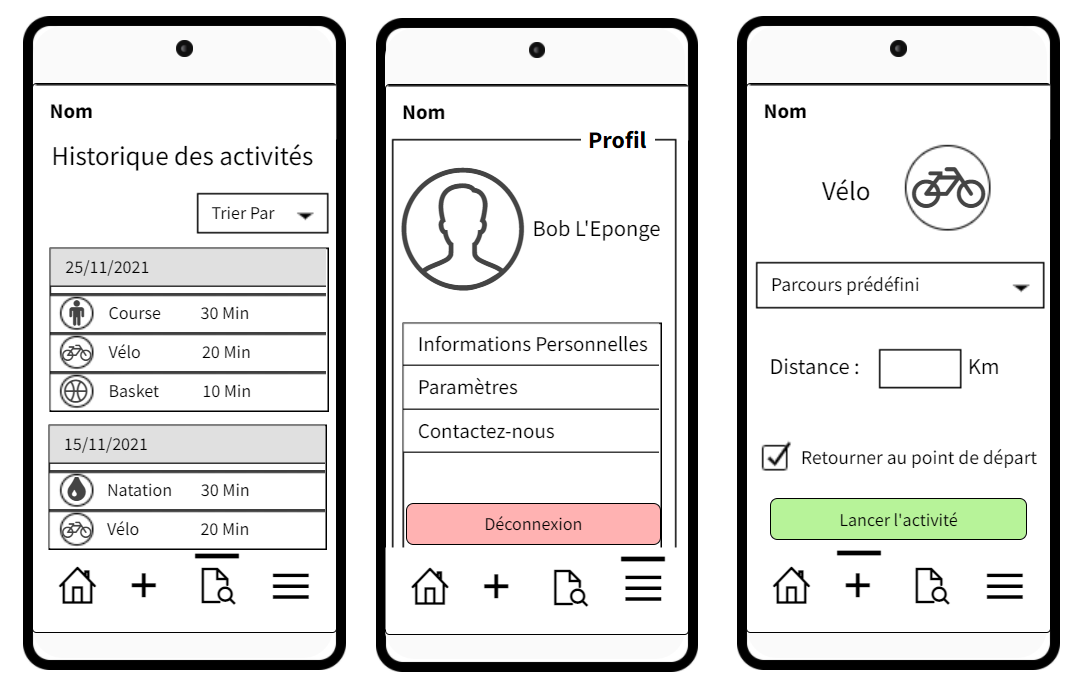 Nom
Historique des activités
Trier Par
25/11/2021
Course 30 Min
Vélo 20 Min
Basket 10 Min
15/11/2021
Natation 30 Min
Vélo 20 Min
Nom
Profil
Bob L'Eponge
Informations Personnelles
Paramètres
Contactez-nous
Déconnexion
Nom
Vélo
Parcours prédéfini
Distance : Km
Retourner au point de départ
Lancer l'activité